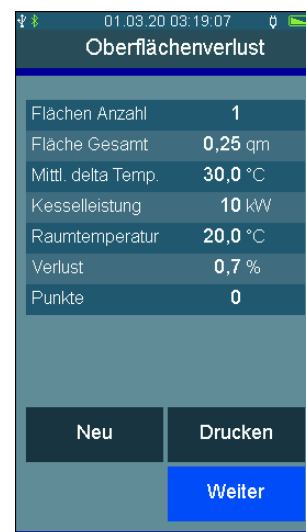 01.03.20 03:19:07
Oberflächenverlust
Flächen Anzahl 1
Fläche Gesamt 0,25 qm
Mittl. delta Temp. 30,0 °C
Kesselleistung 10 kW
Raumtemperatur 20,0 °C
Verlust 0,7 %
Punkte 0
Neu Drucken
Weiter